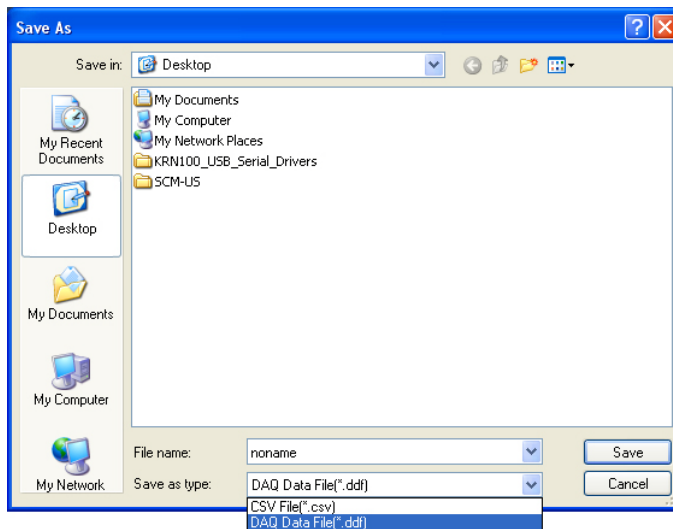 Save As
Save in:
Desktop
My Recent
Documents
Desktop
My Documents
My Computer
My Network
My Documents
My Computer
My Network Places
KRN100_USB_Serial_Drivers
SCM-US
File name:
noname
Save
Save as type:
DAQ Data File(*.ddf)
Cancel
CSV File(*.csv)
DAQ Data File(*.ddf)